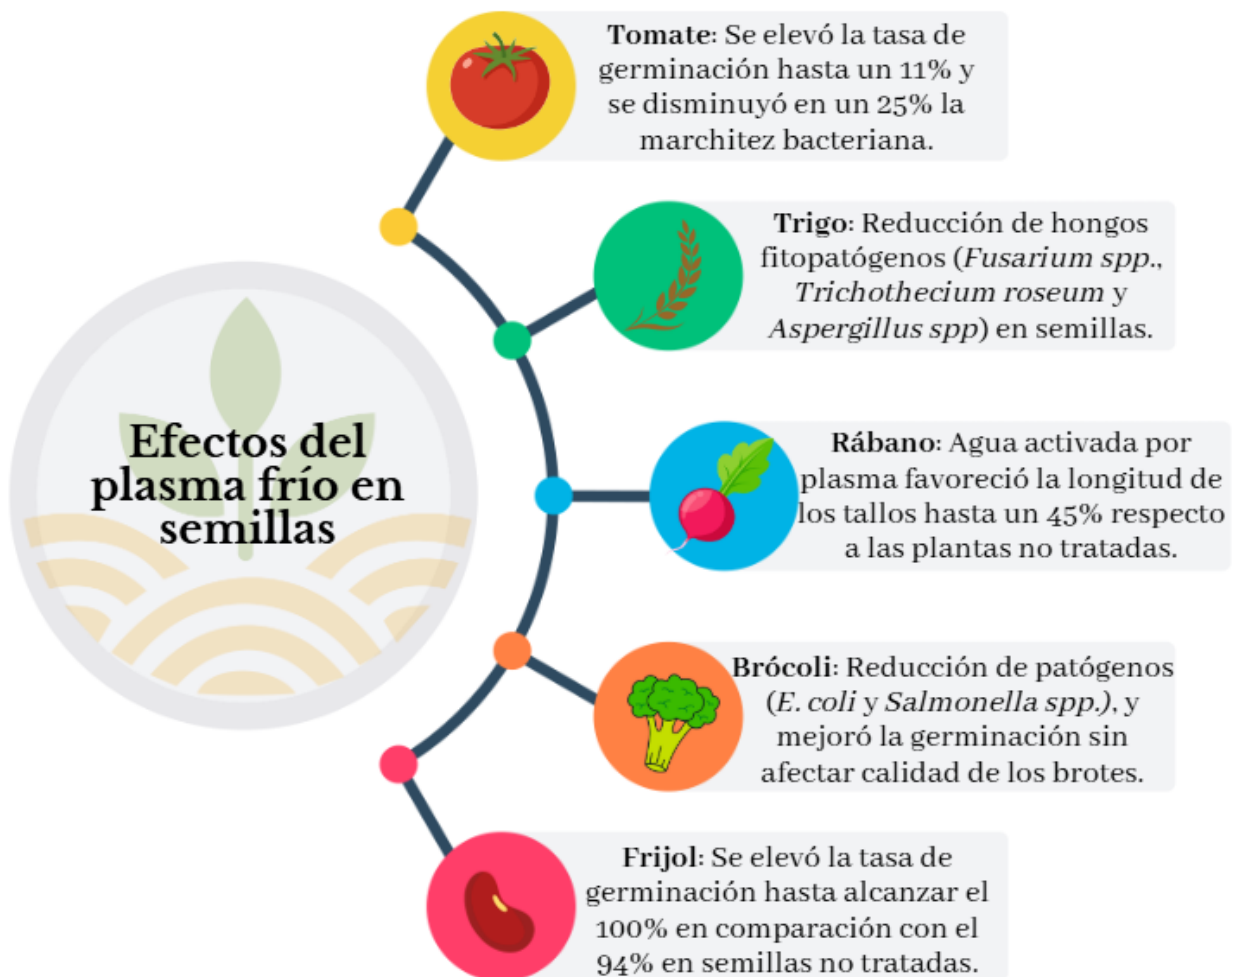 Efectos del
plasma frío en
semillas
Tomate: Se elevó la tasa de
germinación hasta un 11% y
se disminuyó en un 25% la
marchitez bacteriana.
Trigo: Reducción de hongos
fitopatógenos (Fusarium spp.,
Trichothecium roseum y
Aspergillus spp) en semillas.
Rábano: Agua activada por
plasma favoreció la longitud de
los tallos hasta un 45% respecto
a las plantas no tratadas.
Brócoli: Reducción de patógenos
(E. coli y Salmonella spp.), y
mejoró la germinación sin
afectar calidad de los brotes.
Frijol: Se elevó la tasa de
germinación hasta alcanzar el
100% en comparación con el
94% en semillas no tratadas.